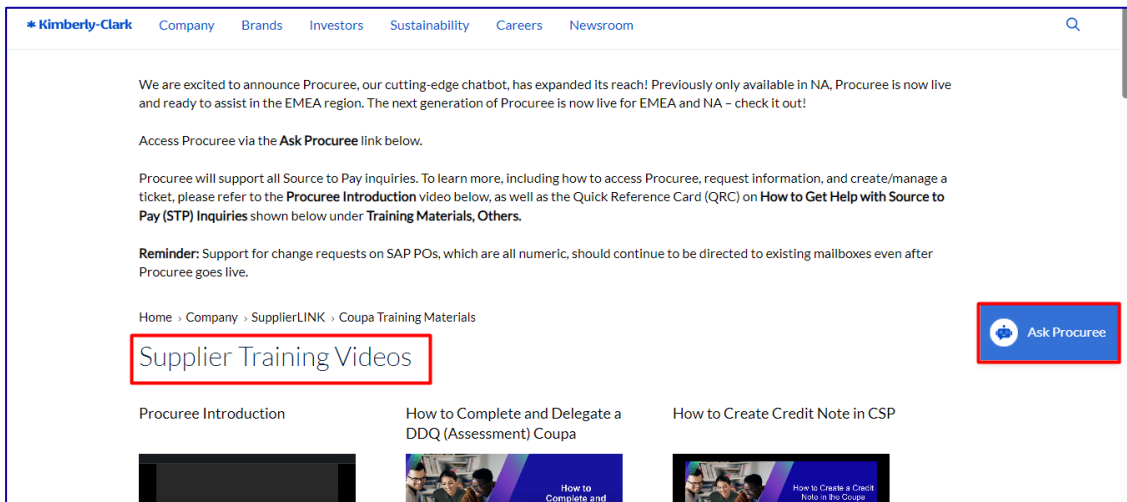 Kimberly-Clark Company Brands Investors Sustainability Careers Newsroom
We are excited to announce Procuree, our cutting-edge chatbot, has expanded its reach! Previously only available in NA, Procuree is now live
and ready to assist in the EMEA region. The next generation of Procuree is now live for EMEA and NA – check it out!
Access Procuree via the Ask Procuree link below.
Procuree will support all Source to Pay inquiries. To learn more, including how to access Procuree, request information, and create/manage a
ticket, please refer to the Procuree Introduction video below, as well as the Quick Reference Card (QRC) on How to Get Help with Source to
Pay (STP) Inquiries shown below under Training Materials, Others.
Reminder: Support for change requests on SAP POs, which are all numeric, should continue to be directed to existing mailboxes even after
Procuree goes live.
Home › Company › SupplierLINK › Coupa Training Materials
Ask Procuree
Supplier Training Videos
Procuree Introduction
How to Complete and Delegate a
DDQ (Assessment) Coupa
How to Create Credit Note in CSP
How to
Complete and
How to Create a Credit
Note in the Coupa